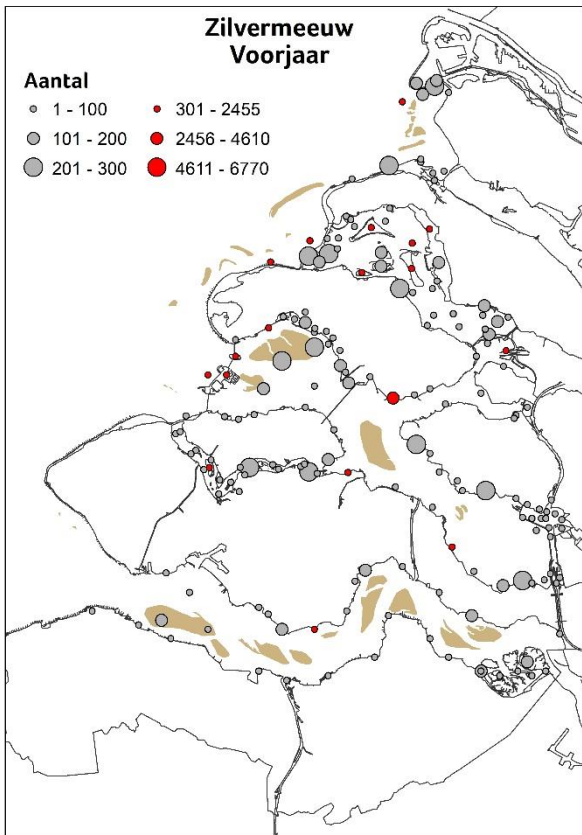 Zilvermeeuw
Voorjaar
Aantal
1 - 100 301 - 2455
101 - 200 2456 - 4610
201 - 300 4611 - 6770